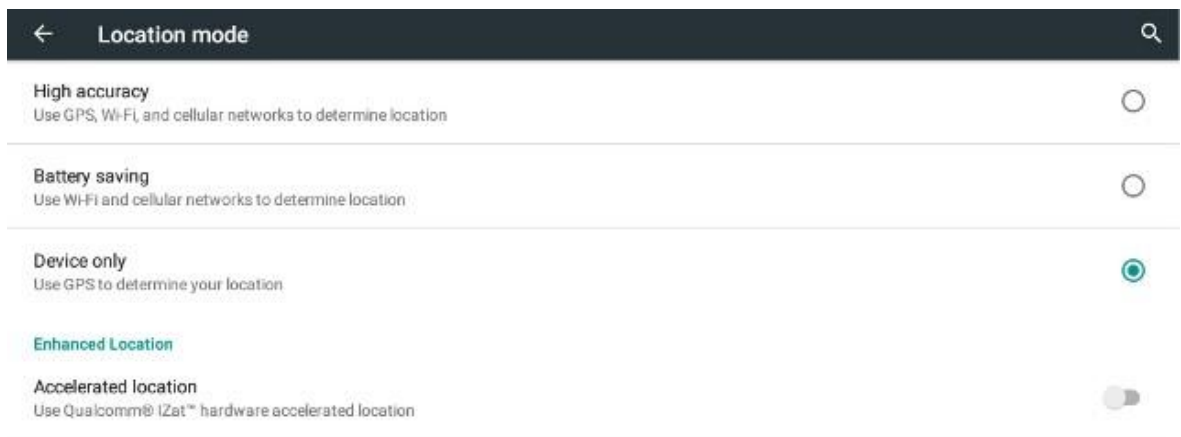 Location mode
High accuracy
Use GPS, Wi-Fi, and cellular networks to determine location
Battery saving
Use Wi-Fi and cellular networks to determine location
Device only
Use GPS to determine your location
Enhanced Location
Accelerated location
Use Qualcomm® IZat™ hardware accelerated location